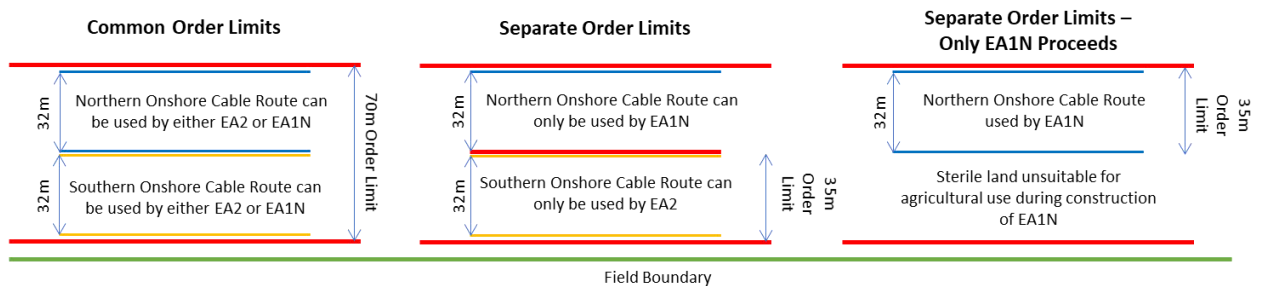 Common Order Limits
32m
Northern Onshore Cable Route can
be used by either EA2 or EA1N
32m
Southern Onshore Cable Route can
be used by either EA2 or EA1N
70m Order Limit
Separate Order Limits
32m
Northern Onshore Cable Route can
only be used by EA1N
32m
Southern Onshore Cable Route can
only be used by EA2
35m
Order
Limit
Separate Order Limits –
Only EA1N Proceeds
32m
Northern Onshore Cable Route
used by EA1N
35m
Order
Limit
Sterile land unsuitable for
agricultural use during construction
of EA1N
Field Boundary